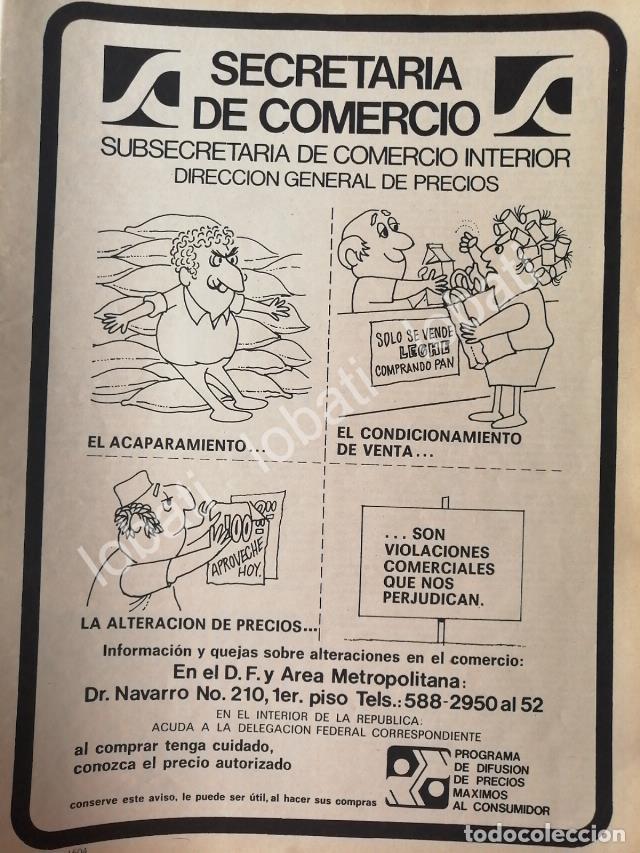 SECRETARIA
DE COMERCIO
SUBSECRETARIA DE COMERCIO INTERIOR
DIRECCION GENERAL DE PRECIOS
SOLO SE VENDE
LECHE
COMPRANDO PAN
EL ACAPARAMIENTO...
EL CONDICIONAMIENTO
DE VENTA...
APROVECHE
HOY.
LA ALTERACION DE PRECIOS...
...SON
VIOLACIONES
COMERCIALES
QUE NOS
PERJUDICAN.
Información y quejas sobre alteraciones en el comercio:
En el D.F. y Area Metropolitana:
Dr. Navarro No. 210, 1er. piso Tels.: 588-2950 al 52
EN EL INTERIOR DE LA REPUBLICA:
ACUDA A LA DELEGACION FEDERAL CORRESPONDIENTE
al comprar tenga cuidado,
conozca el precio autorizado
PROGRAMA
DE DIFUSION
DE PRECIOS
MAXIMOS
AL CONSUMIDOR
conserve este aviso, le puede ser útil, al hacer sus compras
lobati
lobati
lobati
lobati
todocoleccion